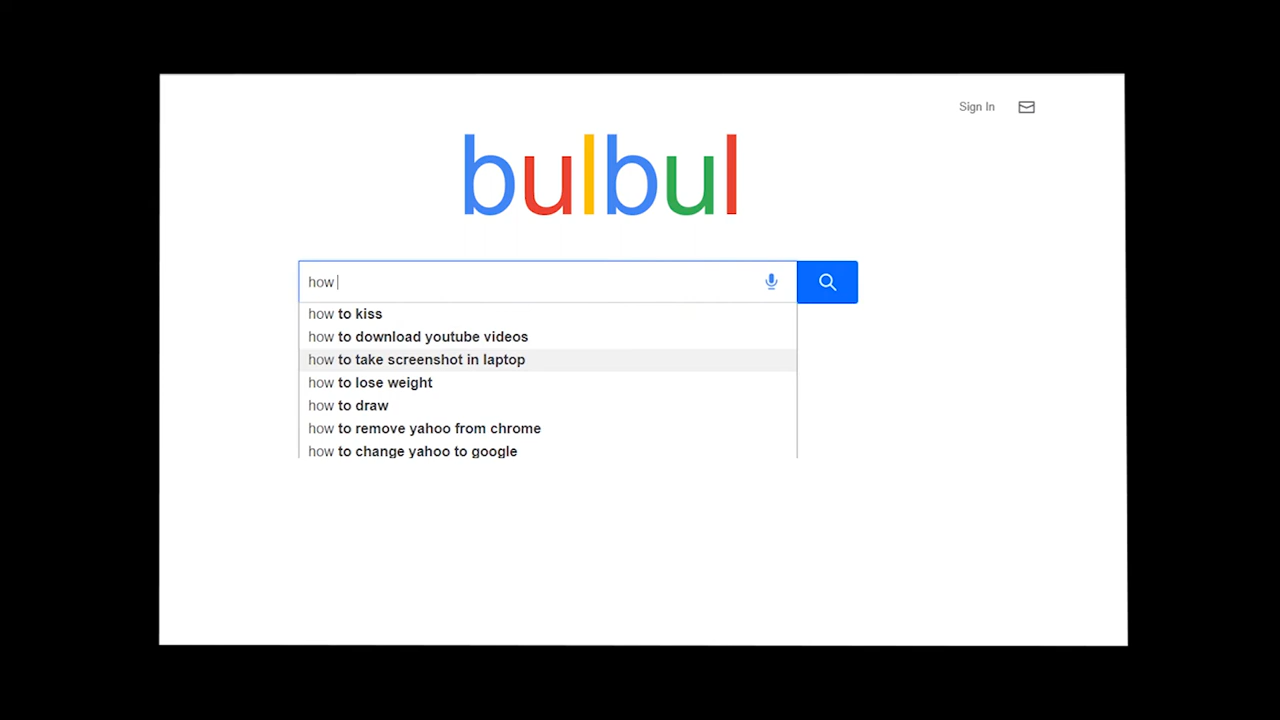 Sign In
bulbul
how
how to kiss
how to download youtube videos
how to take screenshot in laptop
how to lose weight
how to draw
how to remove yahoo from chrome
how to change yahoo to google